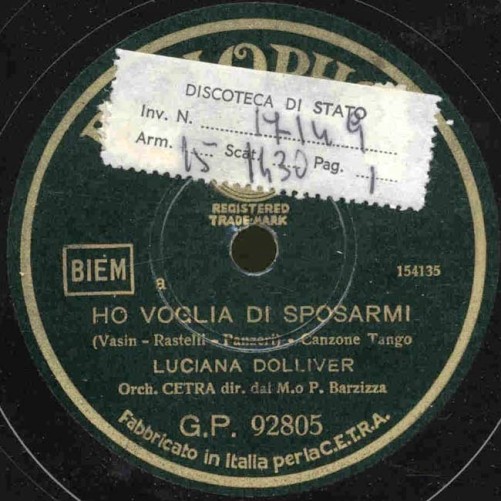 DISCOTECA DI STATO
Inv. N. 17149
Arm. 15 Scat. 1430 Pag. 1
REGISTERED
TRADE-MARK
BIEM
a
154135
HO VOGLIA DI SPOSARMI
(Vasin - Rastelli - Panzeri) • Canzone Tango
LUCIANA DOLLIVER
Orch. CETRA dir. dal M.o P. Barzizza
G.P. 92805
Fabbricato in Italia per la C.E.T.R.A.